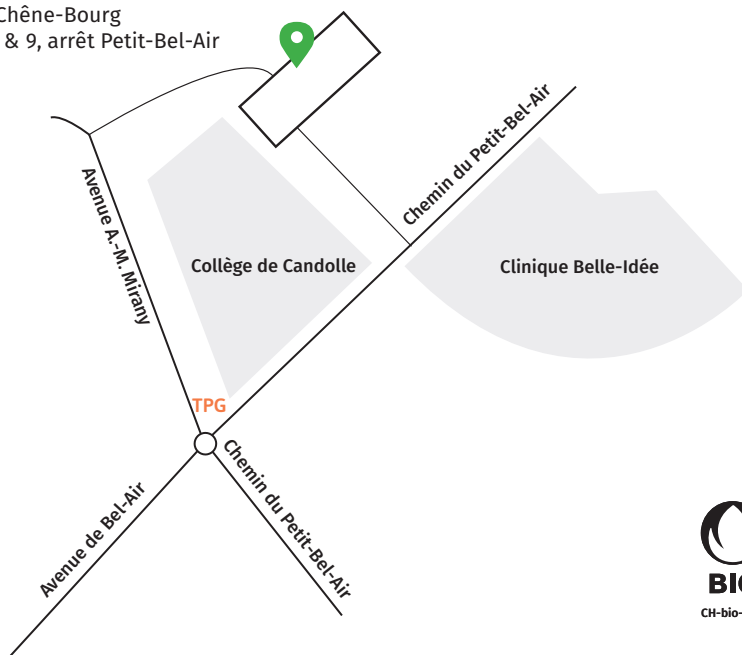 Chêne-Bourg
& 9, arrêt Petit-Bel-Air
Chemin du Petit-Bel-Air
Avenue A.-M. Mirany
Collège de Candolle
Clinique Belle-Idée
TPG
Chemin du Petit-Bel-Air
Avenue de Bel-Air
CH-bio-